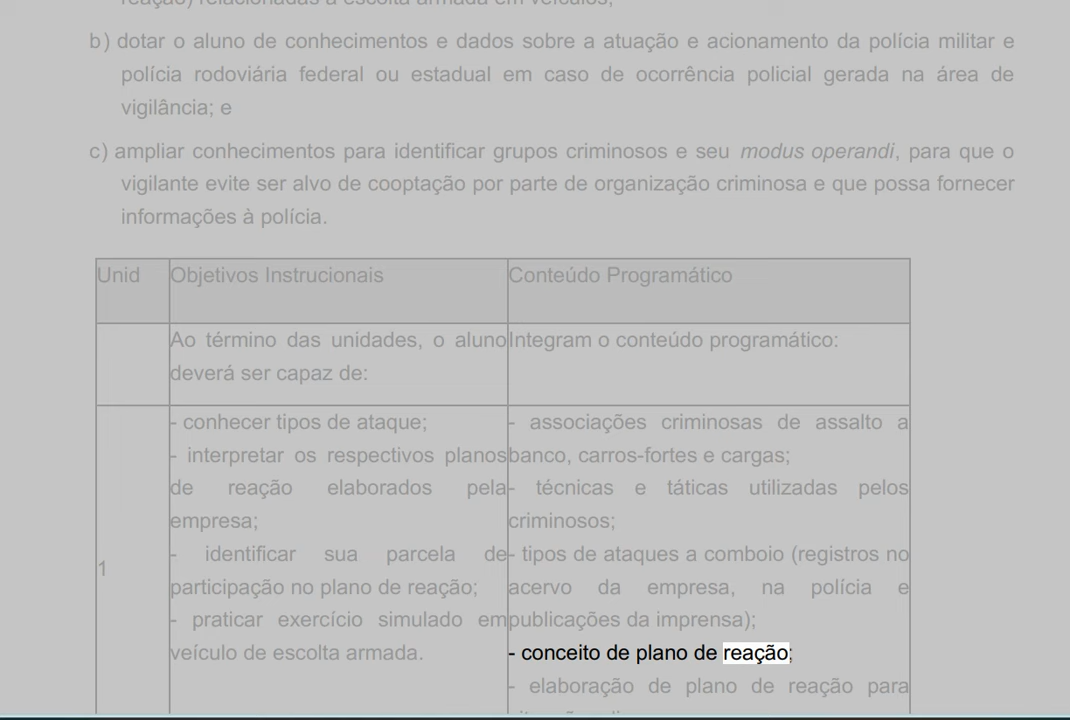 reação) relacionadas à escolta armada em veículos;
b) dotar o aluno de conhecimentos e dados sobre a atuação e acionamento da polícia militar e
polícia rodoviária federal ou estadual em caso de ocorrência policial gerada na área de
vigilância; e
c) ampliar conhecimentos para identificar grupos criminosos e seu modus operandi, para que o
vigilante evite ser alvo de cooptação por parte de organização criminosa e que possa fornecer
informações à polícia.
Unid
Objetivos Instrucionais
Conteúdo Programático
Ao término das unidades, o aluno
deverá ser capaz de:
Integram o conteúdo programático:
1
- conhecer tipos de ataque;
- interpretar os respectivos planos
de reação elaborados pela
empresa;
- identificar sua parcela de
participação no plano de reação;
- praticar exercício simulado em
veículo de escolta armada.
- associações criminosas de assalto a
banco, carros-fortes e cargas;
- técnicas e táticas utilizadas pelos
criminosos;
- tipos de ataques a comboio (registros no
acervo da empresa, na polícia e
publicações da imprensa);
- conceito de plano de reação;
- elaboração de plano de reação para